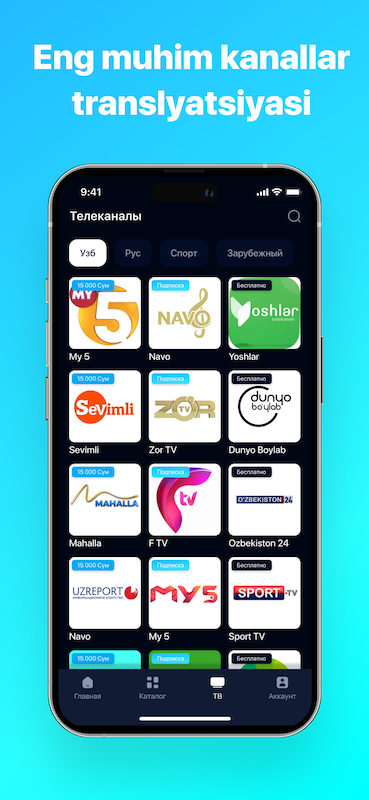 Eng muhim kanallar
translyatsiyasi
9:41
Телеканалы
Узб Рус Спорт Зарубежный
15 000 Сум Подписка Бесплатно
MY 5 NAVO 1 Yoshlar
telekanali
My 5 Navo Yoshlar
15 000 Сум Подписка Бесплатно
Sevimli ZOR TV dunyo
bo'ylab
Sevimli Zor TV Dunyo Boylab
15 000 Сум Подписка Бесплатно
MAHALLA tv O'ZBEKISTON 24
Mahalla F TV Ozbekiston 24
15 000 Сум Подписка Бесплатно
UZREPORT MY5 SPORT TV
ИНФОРМАЦИОННОЕ АГЕНТСТВО
Navo My 5 Sport TV
15 000 Сум Подписка Бесплатно
Главная Каталог ТВ Аккаунт